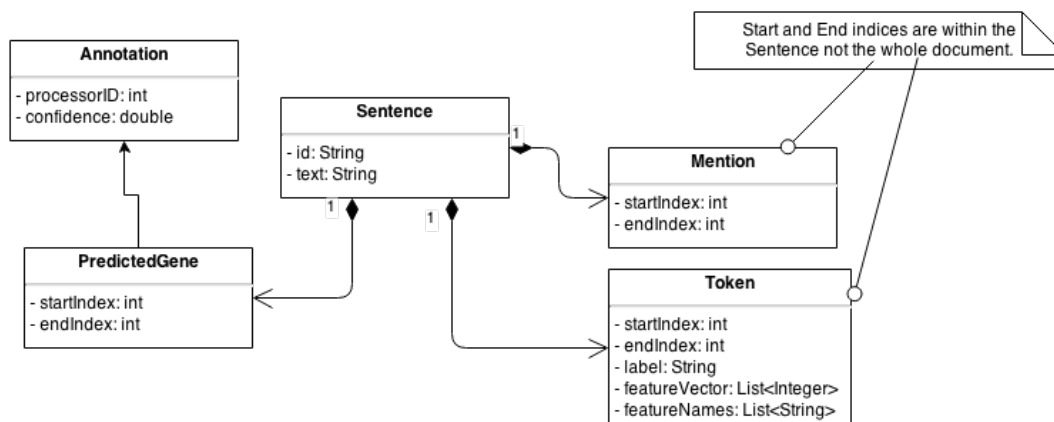 Start and End indices are within the
Sentence not the whole document.
Annotation
- processorID: int
- confidence: double
Sentence
- id: String
- text: String
1
1
1
Mention
- startIndex: int
- endIndex: int
PredictedGene
- startIndex: int
- endIndex: int
Token
- startIndex: int
- endIndex: int
- label: String
- featureVector: List<Integer>
- featureNames: List<String>